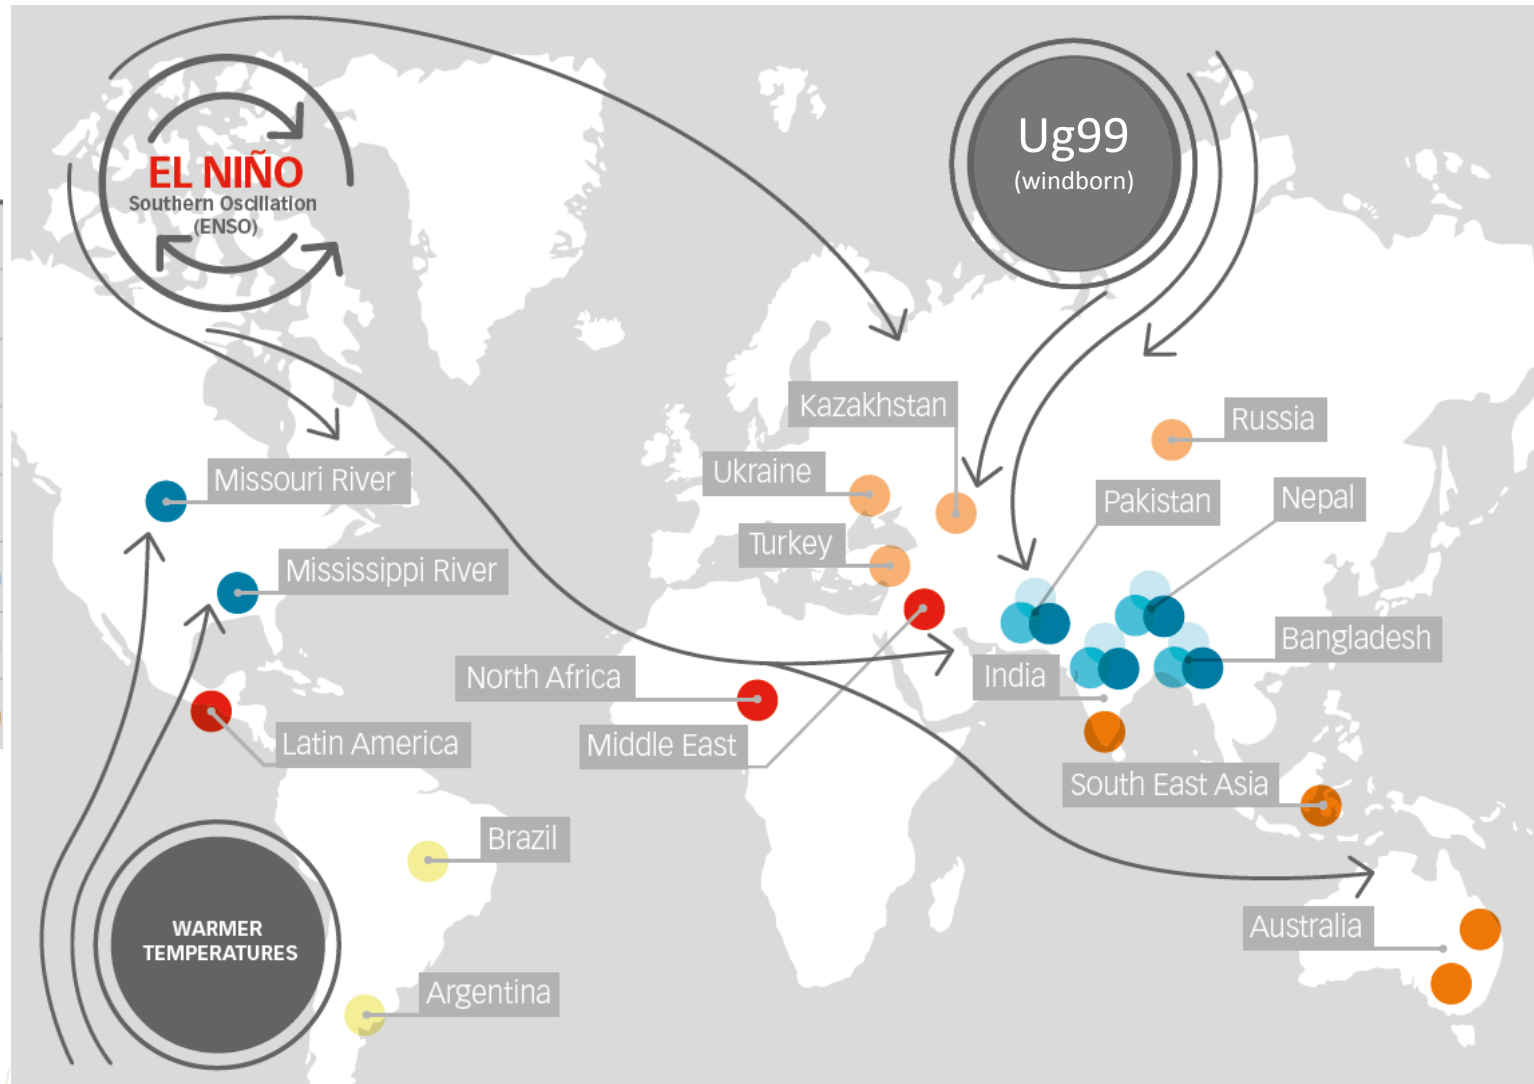 EL NIÑO
Southern Oscillation
(ENSO)
Ug99
(windborn)
Kazakhstan
Russia
Ukraine
Missouri River
Pakistan
Nepal
Turkey
Mississippi River
Bangladesh
North Africa
India
Latin America
Middle East
South East Asia
Brazil
WARMER
TEMPERATURES
Australia
Argentina